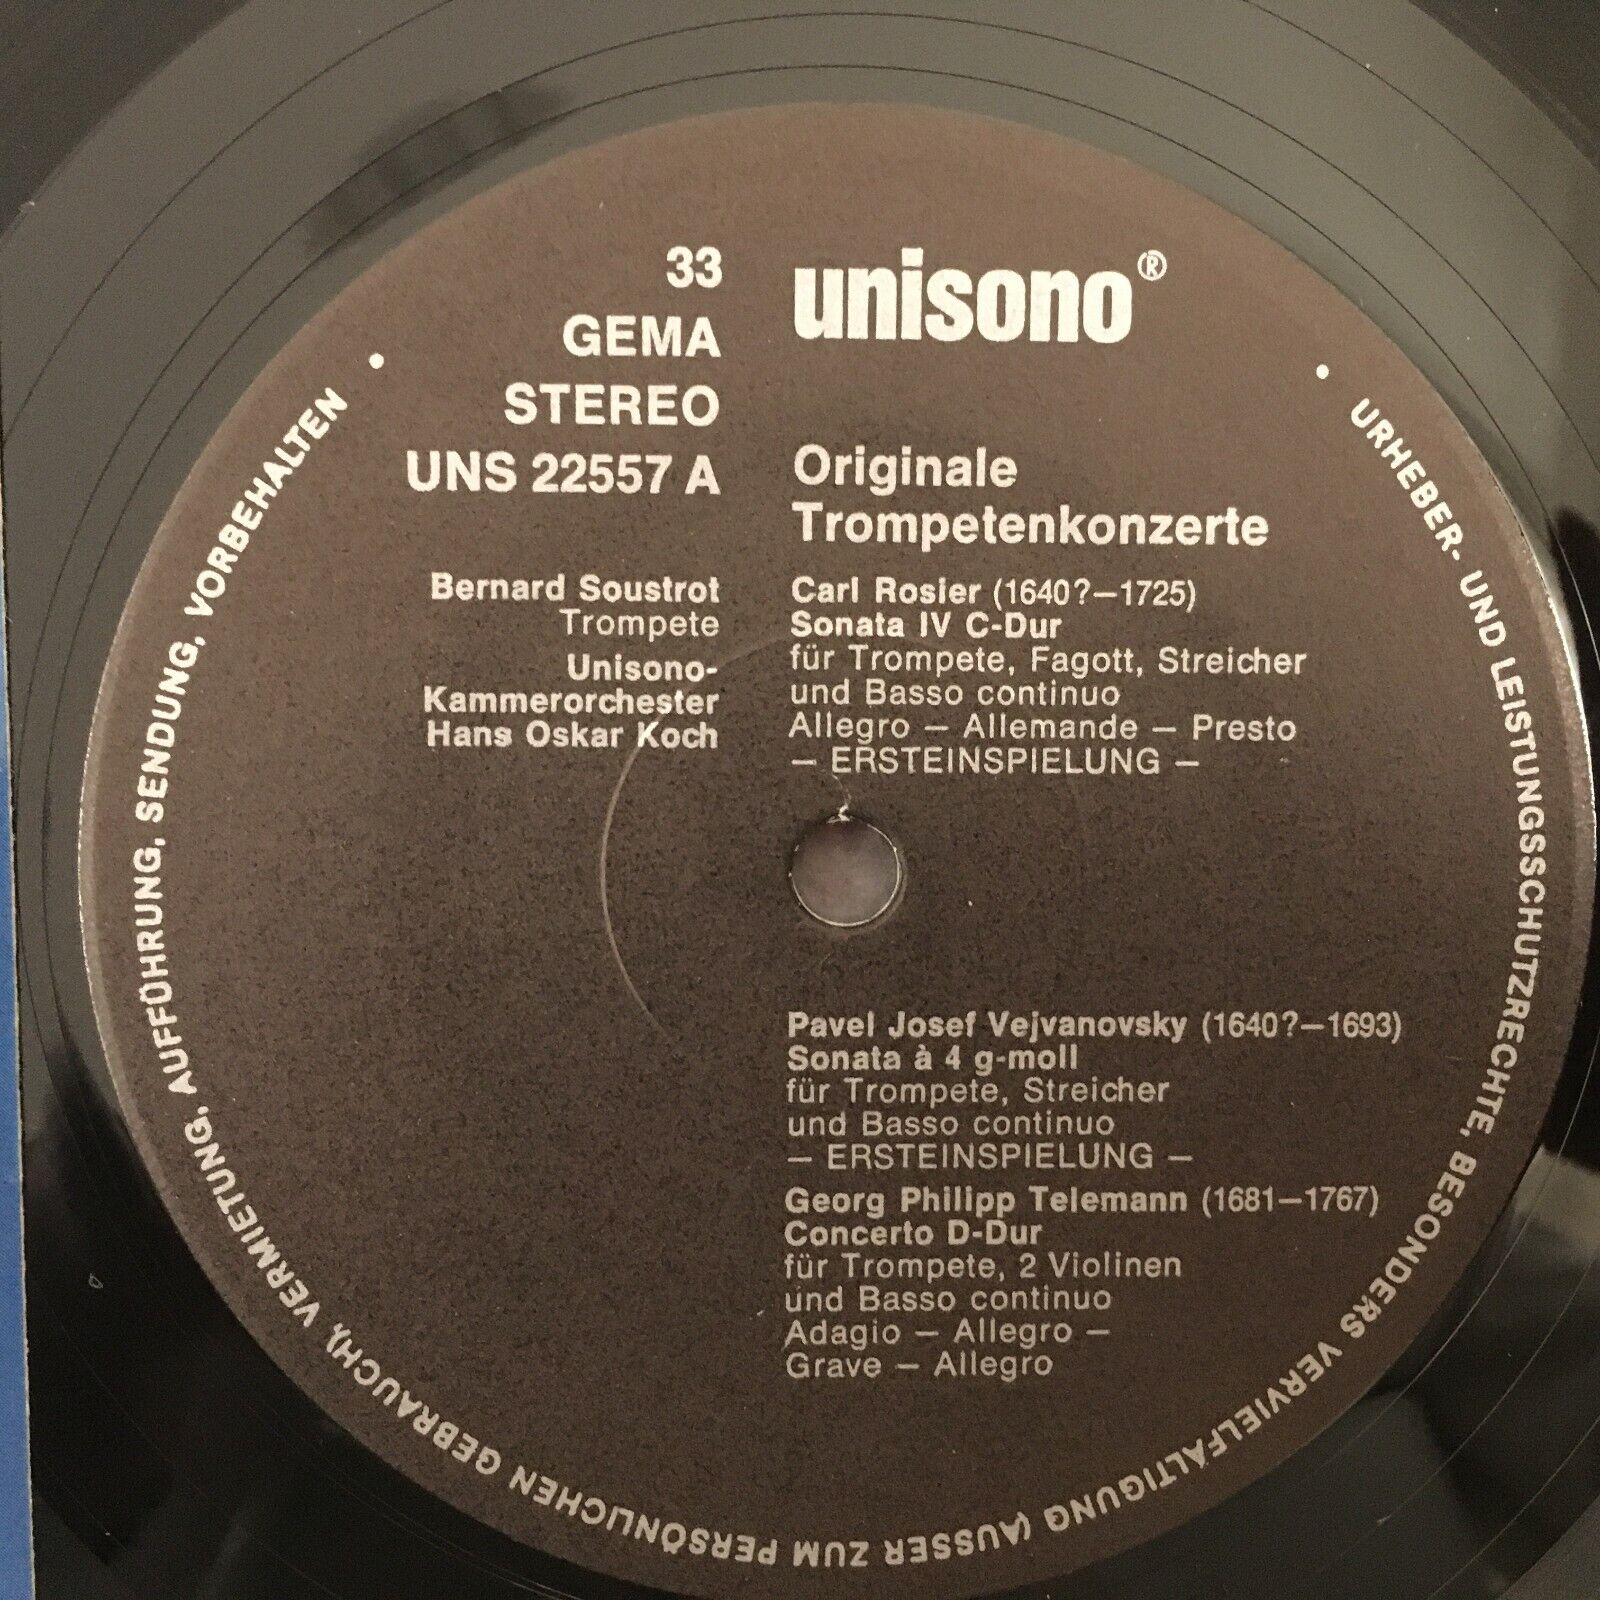 33
GEMA
STEREO
UNS 22557 A
unisono®
Originale
Trompetenkonzerte
Bernard Soustrot
Trompete
Unisono-
Kammerorchester
Hans Oskar Koch
Carl Rosier (1640?—1725)
Sonata IV C-Dur
für Trompete, Fagott, Streicher
und Basso continuo
Allegro — Allemande — Presto
— ERSTEINSPIELUNG —
Pavel Josef Vejvanovsky (1640?—1693)
Sonata à 4 g-moll
für Trompete, Streicher
und Basso continuo
— ERSTEINSPIELUNG —
Georg Philipp Telemann (1681—1767)
Concerto D-Dur
für Trompete, 2 Violinen
und Basso continuo
Adagio — Allegro —
Grave — Allegro
• URHEBER- UND LEISTUNGSSCHUTZRECHTE, BESONDERS VERVIELFÄLTIGUNG (AUSSER ZUM PERSÖNLICHEN GEBRAUCH), VERMIETUNG, AUFFÜHRUNG, SENDUNG, VORBEHALTEN •